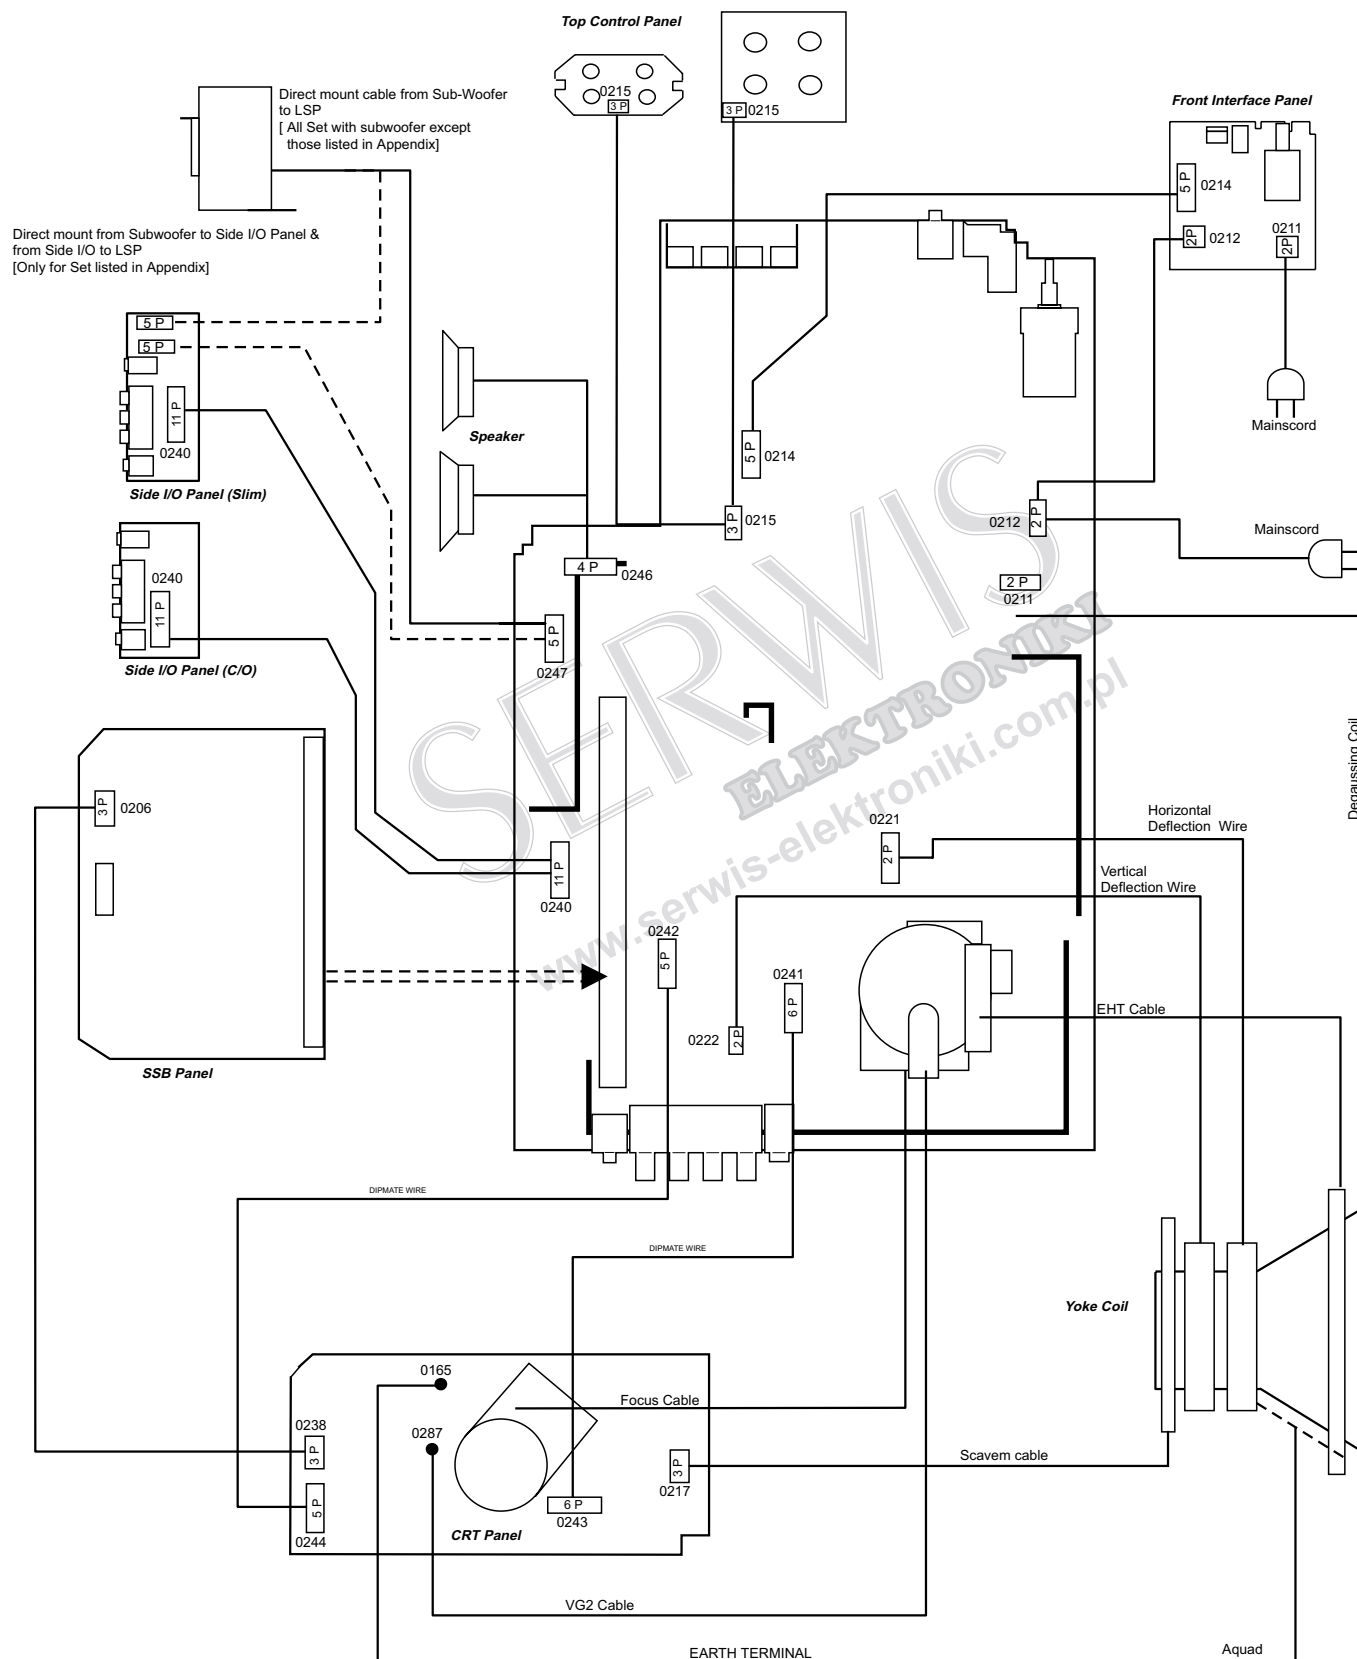 Top Control Panel
0215
3 P
3 P
0215
Direct mount cable from Sub-Woofer
to LSP
[ All Set with subwoofer except
those listed in Appendix]
Front Interface Panel
5 P
0214
2P
0212
0211
2P
Direct mount from Subwoofer to Side I/O Panel &
from Side I/O to LSP
[Only for Set listed in Appendix]
5 P
5 P
11 P
0240
Side I/O Panel (Slim)
Speaker
Mainscord
5 P
0214
3 P
0215
0212
2 P
Mainscord
4 P
0246
2 P
0211
0240
11 P
Side I/O Panel (C/O)
5 P
0247
SERWIS
ELEKTRONIKI
www.serwis-elektroniki.com.pl
Degaussing Coil
3 P
0206
Horizontal
Deflection Wire
0221
2 P
Vertical
Deflection Wire
11 P
0240
0242
5 P
0241
6 P
0222
2 P
EHT Cable
SSB Panel
DIPMATE WIRE
DIPMATE WIRE
Yoke Coil
0165
Focus Cable
0238
3 P
0287
3 P
0217
Scavem cable
5 P
0244
6 P
0243
CRT Panel
VG2 Cable
EARTH TERMINAL
Aquad